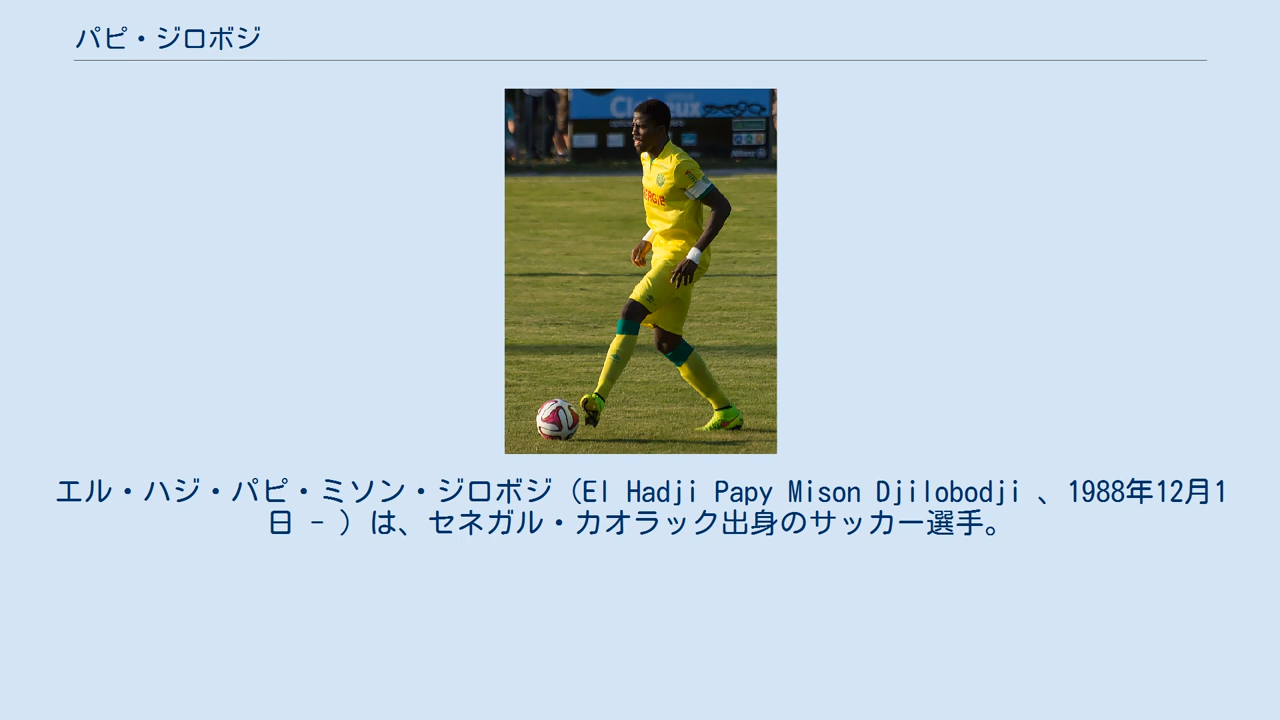 パピ・ジロボジ
エル・ハジ・パピ・ミソン・ジロボジ（El Hadji Papy Mison Djilobodji 、1988年12月1
日 - ）は、セネガル・カオラック出身のサッカー選手。